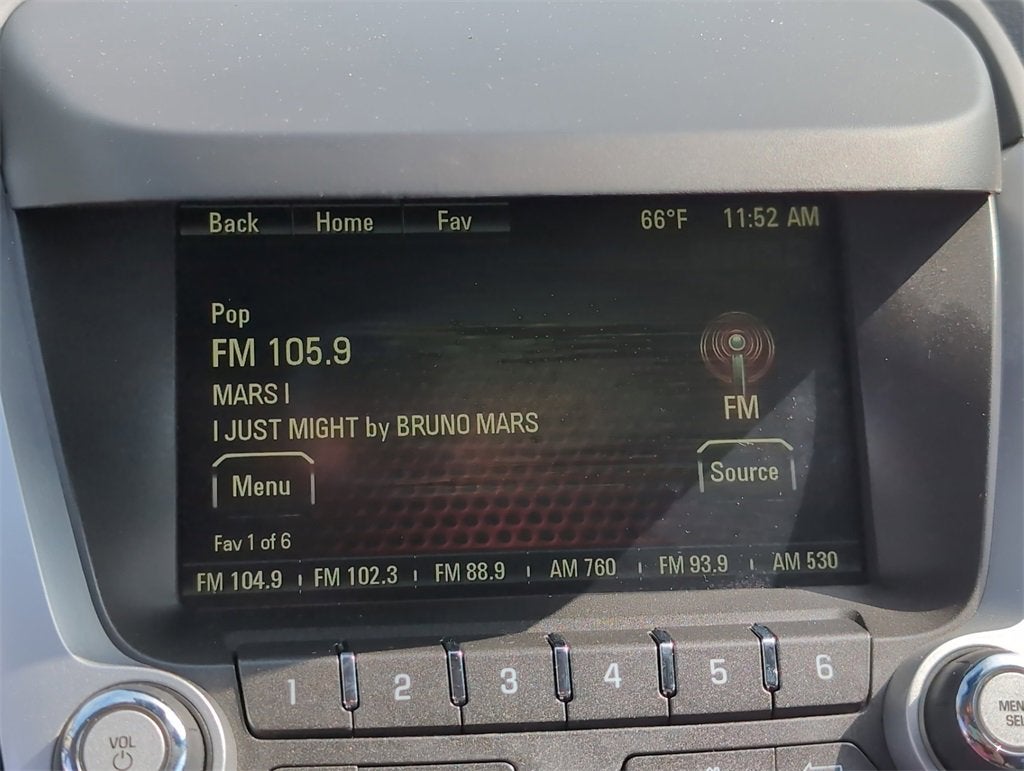 Back Home Fav 66°F 11:52 AM
Pop
FM 105.9
MARS I
I JUST MIGHT by BRUNO MARS
FM
Menu Source
Fav 1 of 6
FM 104.9 FM 102.3 FM 88.9 AM 760 FM 93.9 AM 530
1 2 3 4 5 6
VOL